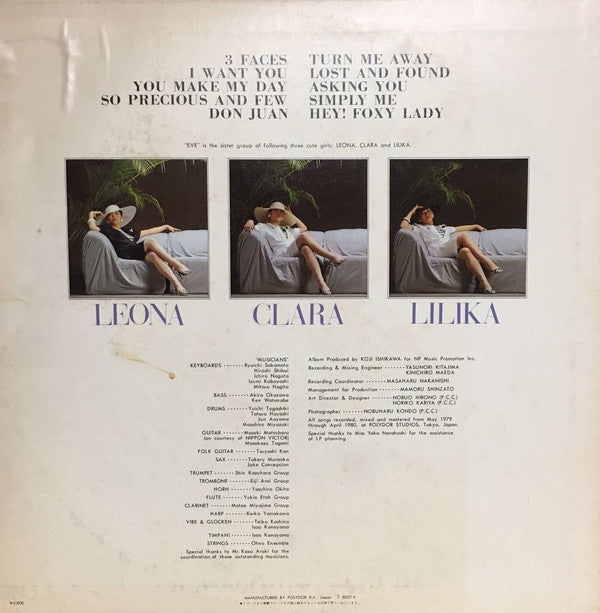 3 FACES
I WANT YOU
YOU MAKE MY DAY
SO PRECIOUS AND FEW
DON JUAN
TURN ME AWAY
LOST AND FOUND
ASKING YOU
SIMPLY ME
HEY! FOXY LADY
"EVE" is the sister group of following three cute girls; LEONA, CLARA and LILIKA.
LEONA
CLARA
LILIKA
"MUSICIANS"
KEYBOARDS ······· Ryuichi Sakamoto
Hiroshi Shibui
Ichiro Nagata
Izumi Kobayashi
Mitsuo Hagita
BASS ······· Akira Okazawa
Ken Watanabe
DRUMS ······· Yuichi Togashiki
Tatsuo Hayashi
Jun Aoyama
Masahiro Miyazaki
GUITAR ······· Masaki Matsubara
(an courtesy of NIPPON VICTOR)
Masakazu Tagami
FOLK GUITAR ······· Tsuyoshi Kon
SAX ······· Takeru Muraoka
Jake Concepcion
TRUMPET ······· Shin Kazuhara Group
TROMBONE ······· Eiji Arai Group
HORN ······· Yasuhiro Okita
FLUTE ······· Yukio Etoh Group
CLARINET ······· Motoe Miyajima Group
HARP ······· Keiko Yamakawa
VIBE & GLOCKEN ······· Teiko Kashino
Isao Kanayama
TIMPANI ······· Isao Kanayama
STRINGS ······· Ohno Ensemble
Special thanks to Mr. Kazu Araki for the
coordination of those outstanding musicians.
Album Produced by KOJI ISHIKAWA for NP Music Promotion Inc.
Recording & Mixing Engineer ······· YASUNORI KITAJIMA
KINICHIRO MAEDA
Recording Coordinator ······· MASAHARU NAKANISHI
Management for Production ······· MAMORU SHINZATO
Art Director & Designer ······· NOBUO HIRONO (P.C.C.)
NORIKO KARIYA (P.C.C.)
Photographer ······· NOBUHARU KONDO (P.C.C.)
All songs recorded, mixed and mastered from May 1979
through April 1980, at POLYDOR STUDIOS, Tokyo, Japan.
Special thanks to Miss Yoko Narahashi for the assistance
of LP planning.
MANUFACTURED BY POLYDOR K.K., Japan
¥2,800